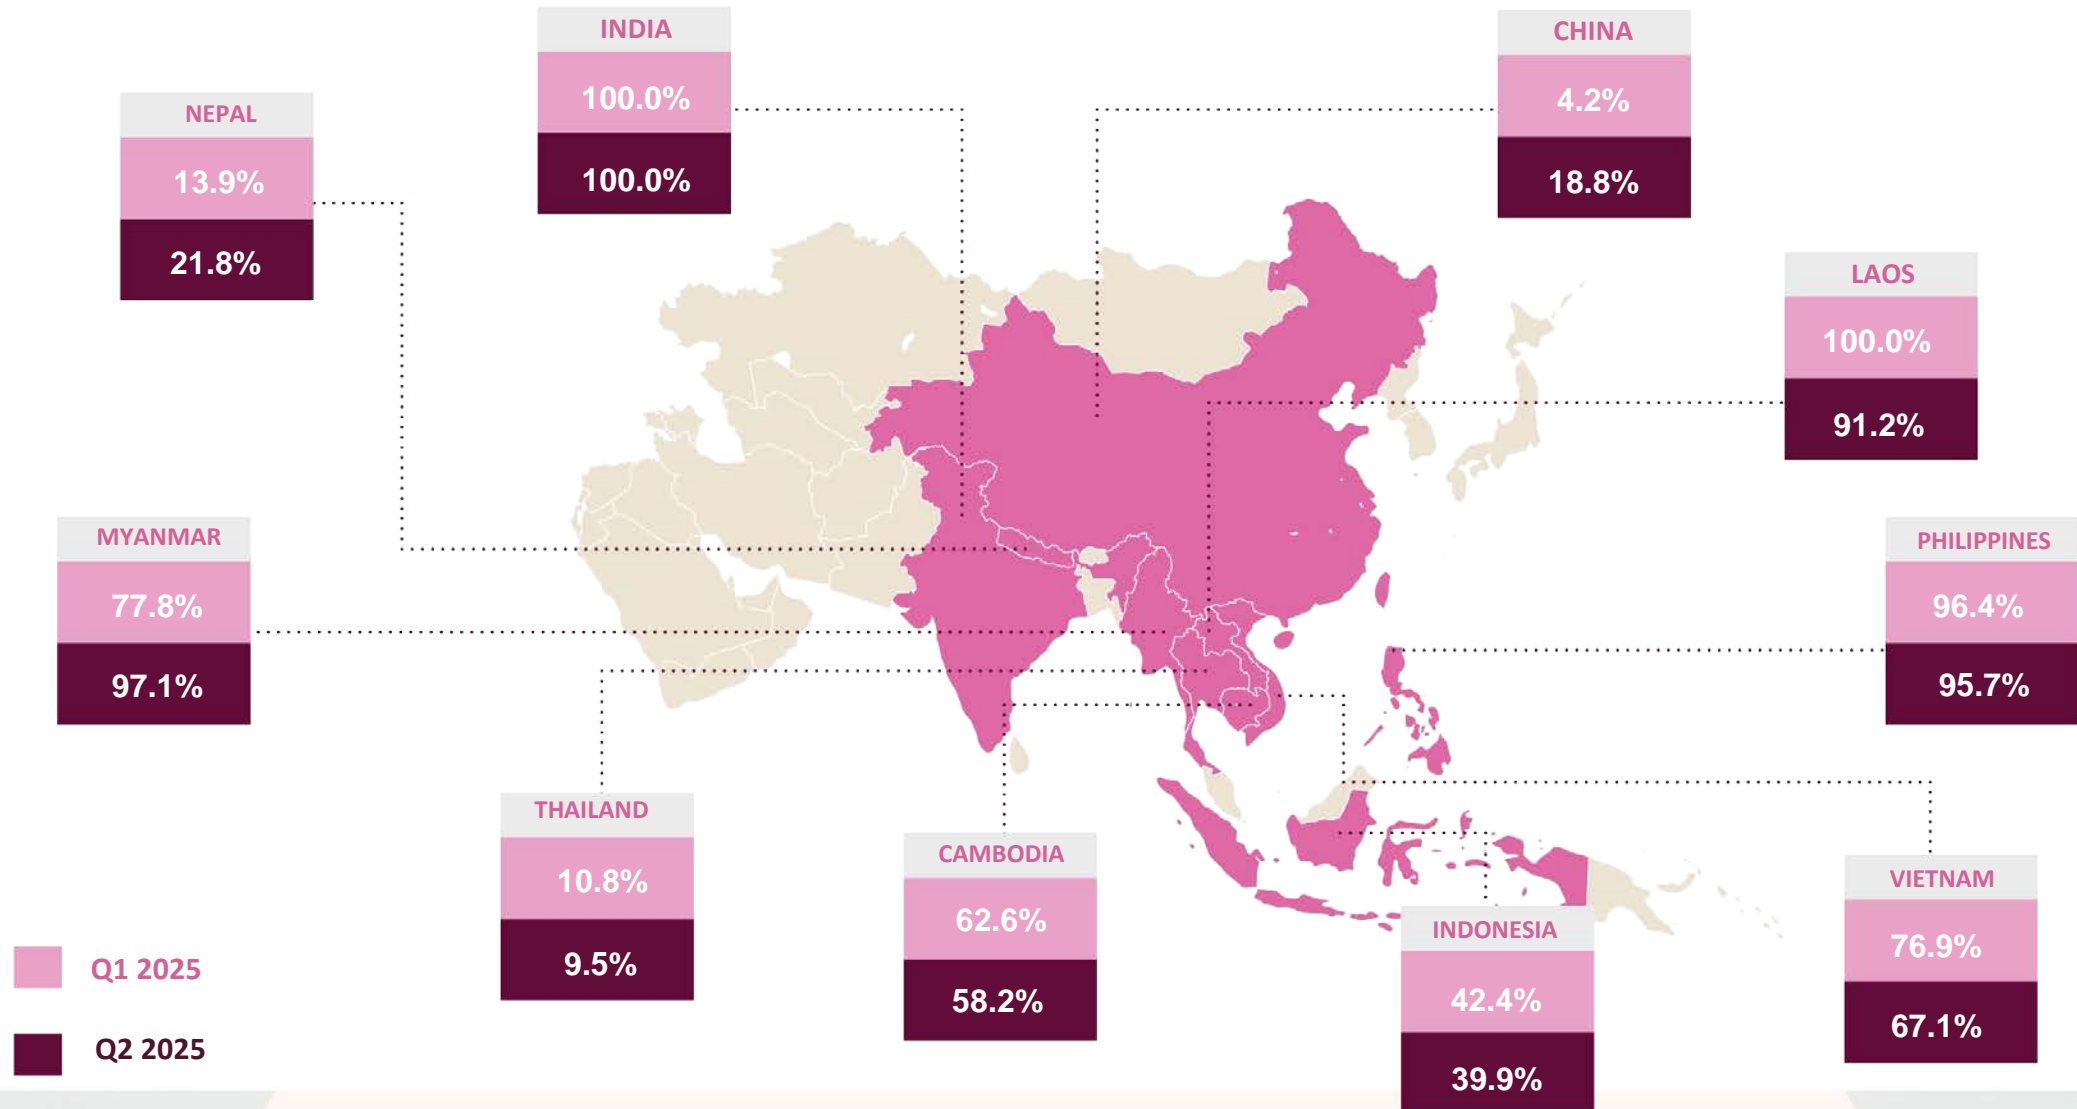 INDIA
100.0%
100.0%
CHINA
4.2%
18.8%
NEPAL
13.9%
21.8%
LAOS
100.0%
91.2%
MYANMAR
77.8%
97.1%
PHILIPPINES
96.4%
95.7%
THAILAND
10.8%
9.5%
CAMBODIA
62.6%
58.2%
INDONESIA
42.4%
39.9%
VIETNAM
76.9%
67.1%
Q1 2025
Q2 2025